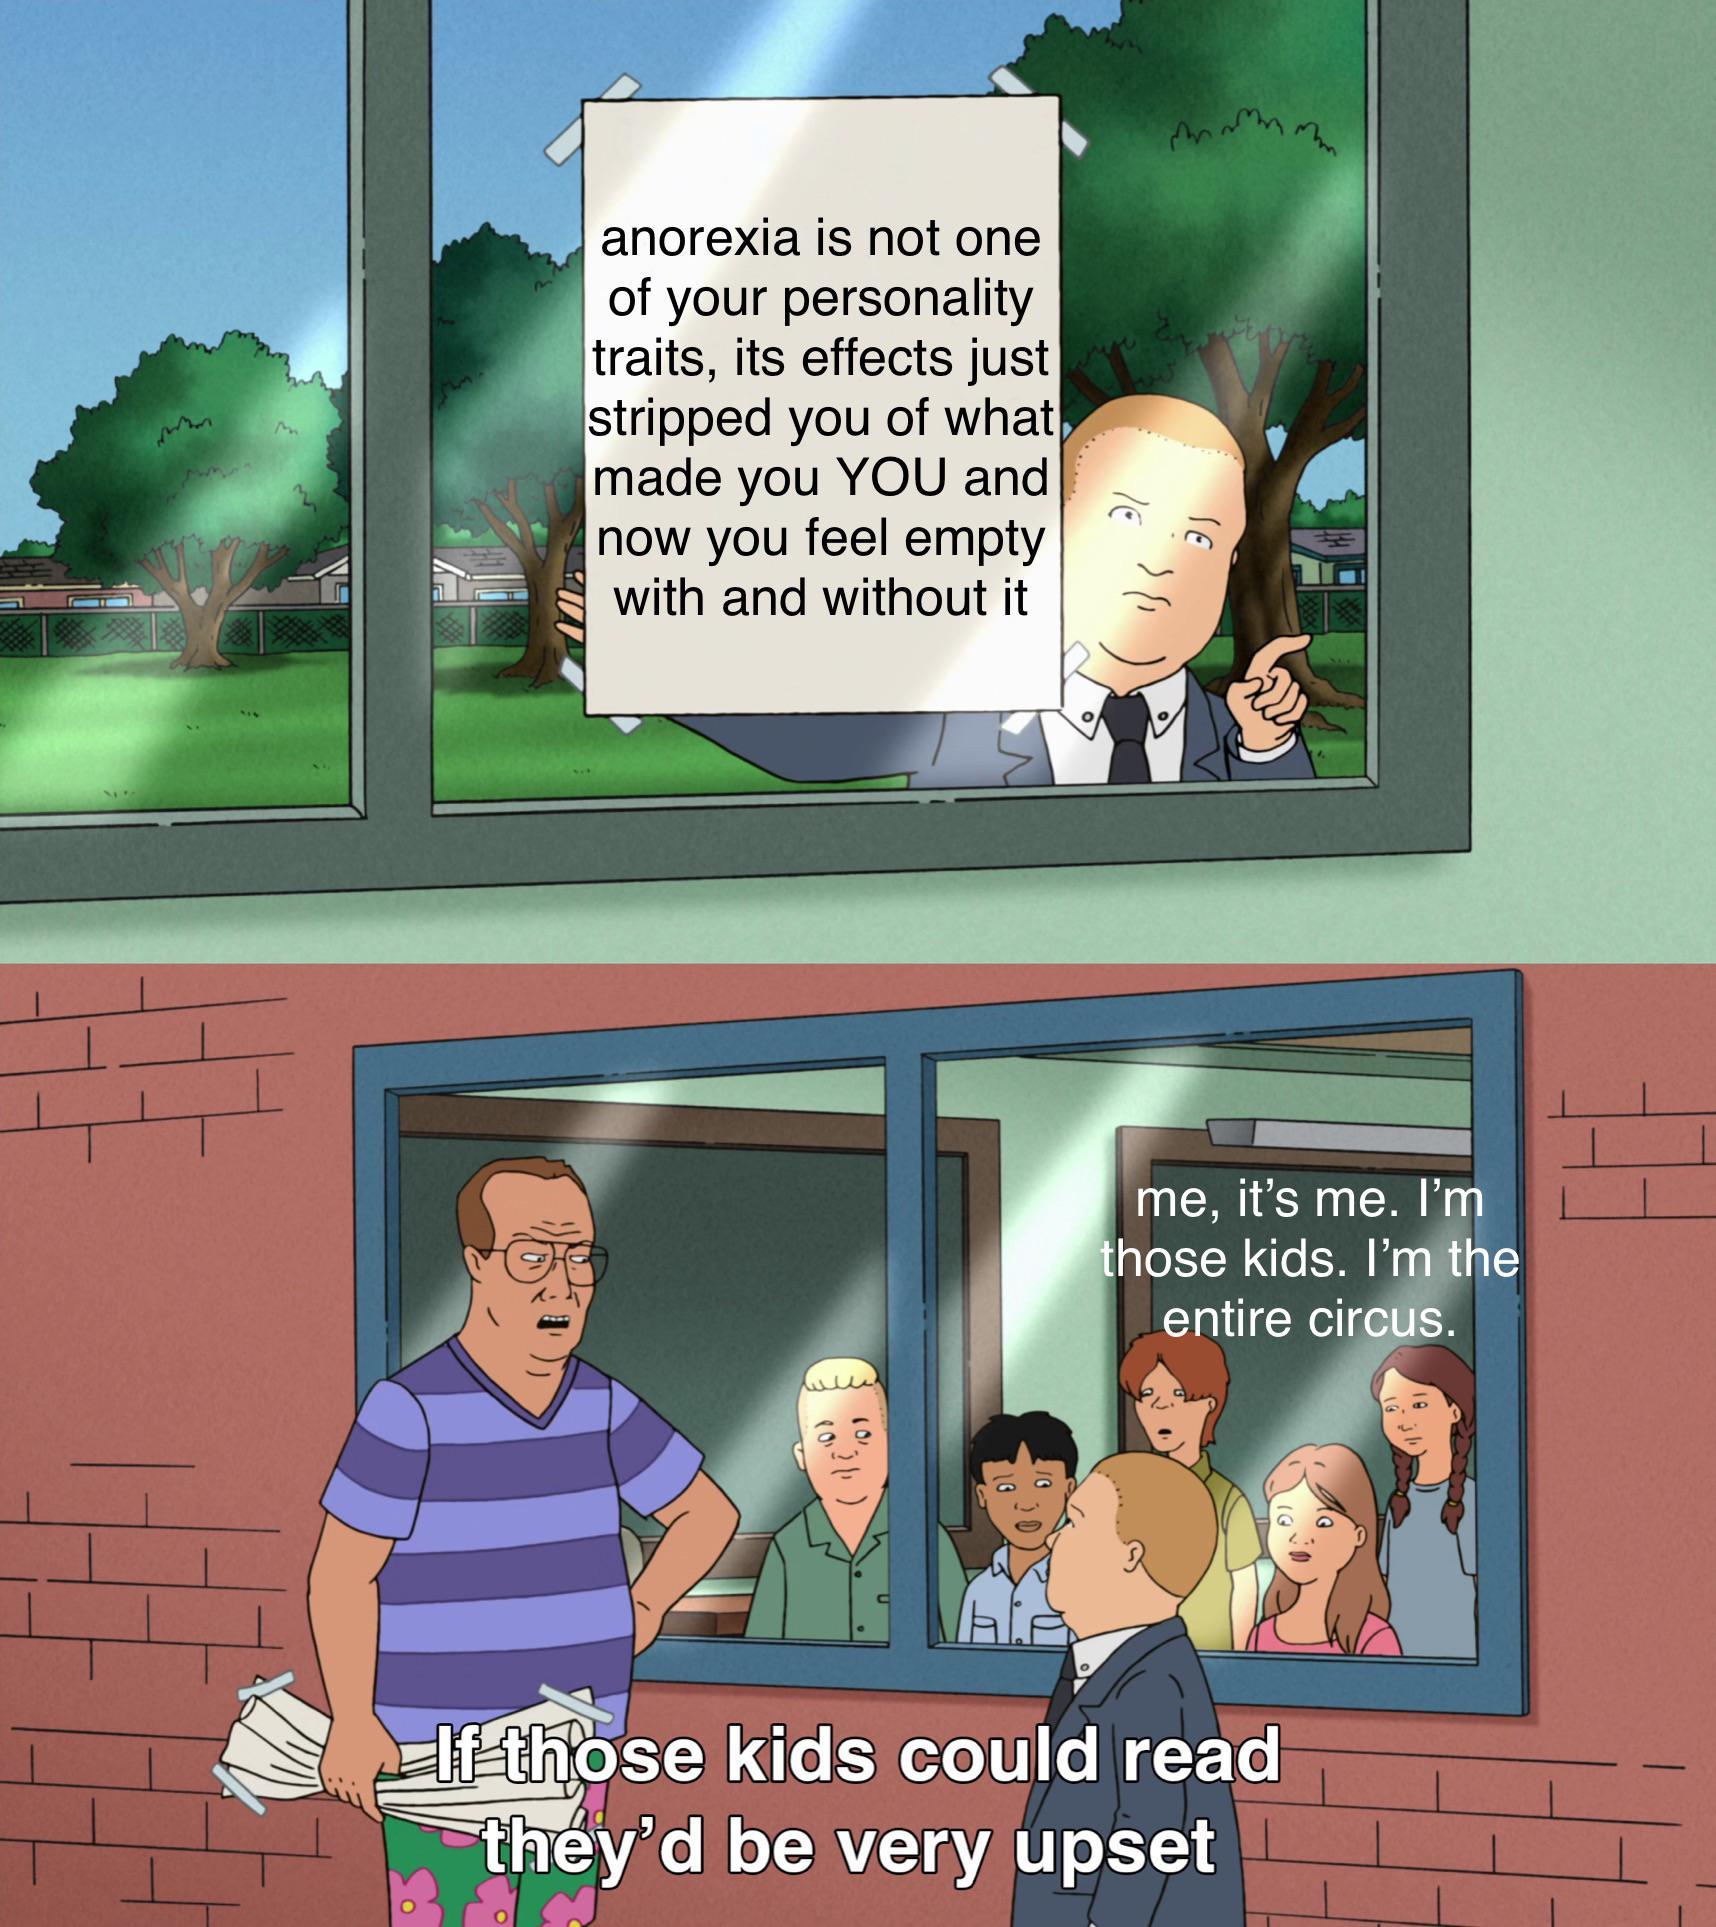 anorexia is not one
of your personality
traits, its effects just
stripped you of what
made you YOU and
now you feel empty
with and without it
me, it’s me. I’m
those kids. I’m the
entire circus.
If those kids could read
they’d be very upset